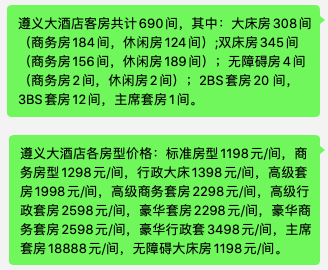 遵义大酒店客房共计690间，其中：大床房308间
（商务房184间，休闲房124间）;双床房345间
（商务房156间，休闲房189间）；无障碍房4间
（商务房2间，休闲房2间）；2BS套房20 间，
3BS套房12间，主席套房1间。
遵义大酒店各房型价格：标准房型1198元/间，商
务房型1298元/间，行政大床1398元/间，高级套
房1998元/间，高级商务套房2298元/间，高级行
政套房2598元/间，豪华套房2298元/间，豪华商
务套房2598元/间，豪华行政套3498元/间，主席
套房18888元/间，无障碍大床房1198元/间。